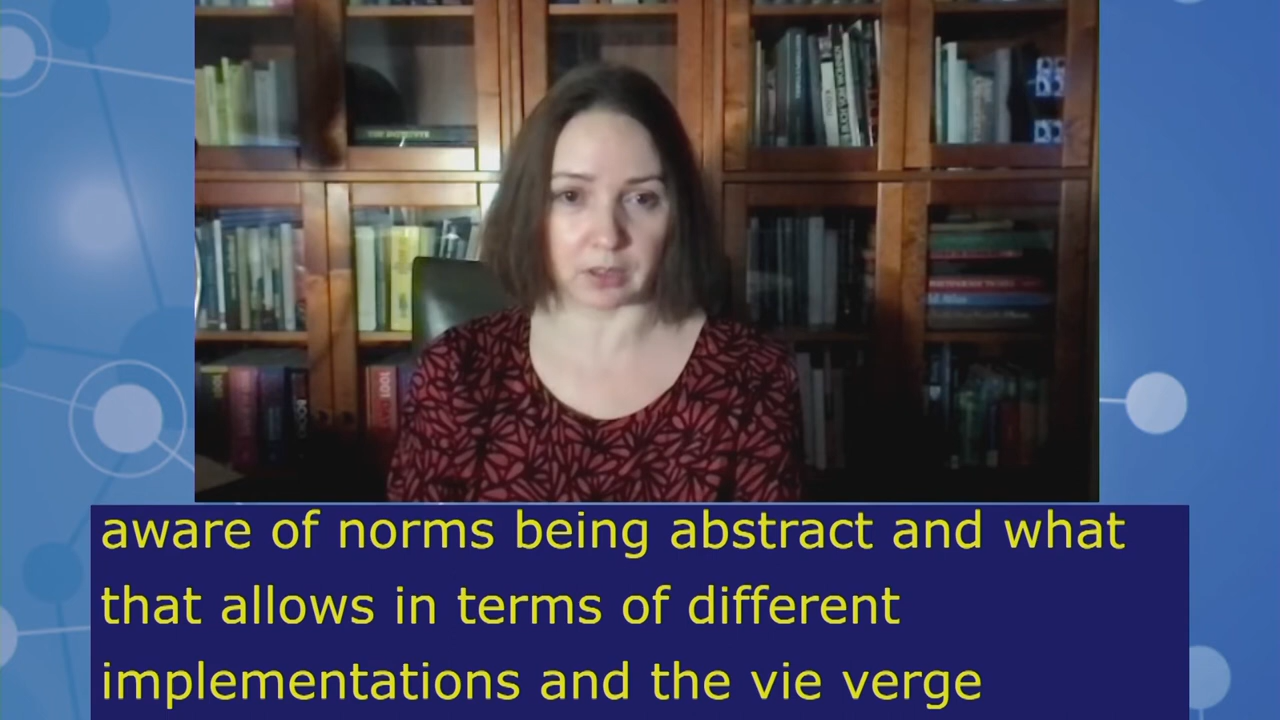 aware of norms being abstract and what
that allows in terms of different
implementations and the vie verge